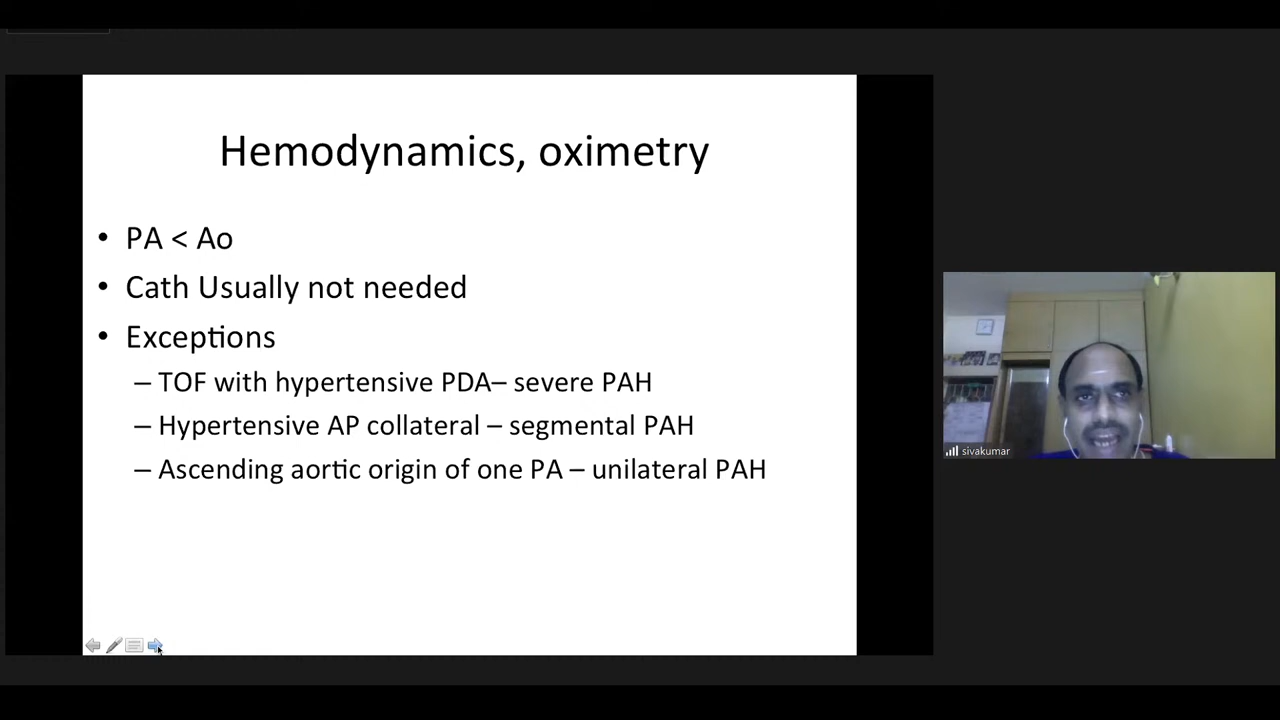 Hemodynamics, oximetry
• PA < Ao
• Cath Usually not needed
• Exceptions
– TOF with hypertensive PDA– severe PAH
– Hypertensive AP collateral – segmental PAH
– Ascending aortic origin of one PA – unilateral PAH
sivakumar